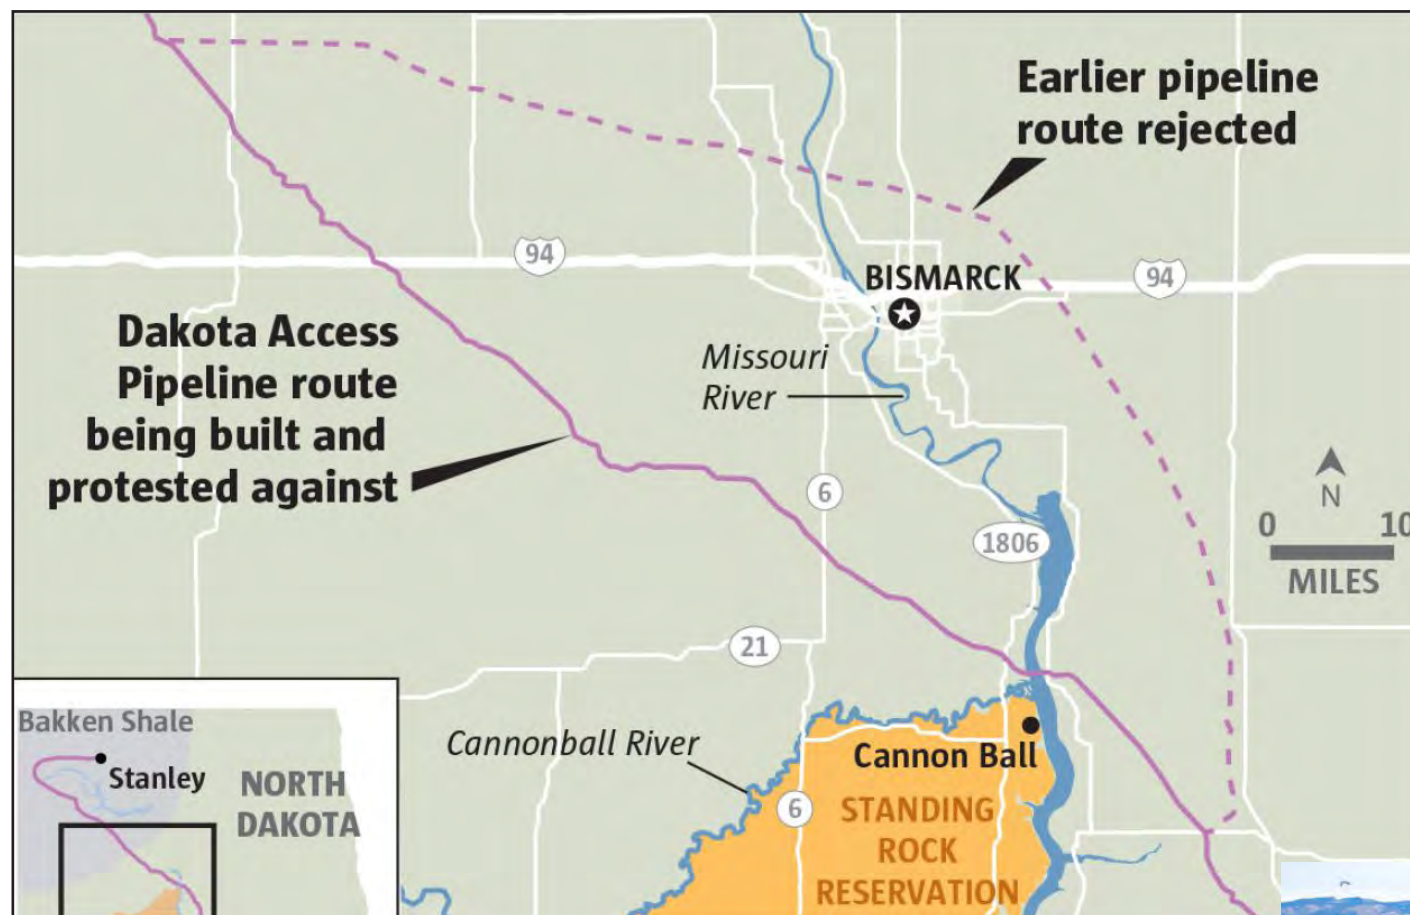 Earlier pipeline
route rejected
94
BISMARCK
94
Dakota Access
Pipeline route
being built and
protested against
Missouri
River
6
N
0 10
MILES
1806
21
Bakken Shale
Stanley
NORTH
DAKOTA
Cannonball River
Cannon Ball
6
STANDING
ROCK
RESERVATION